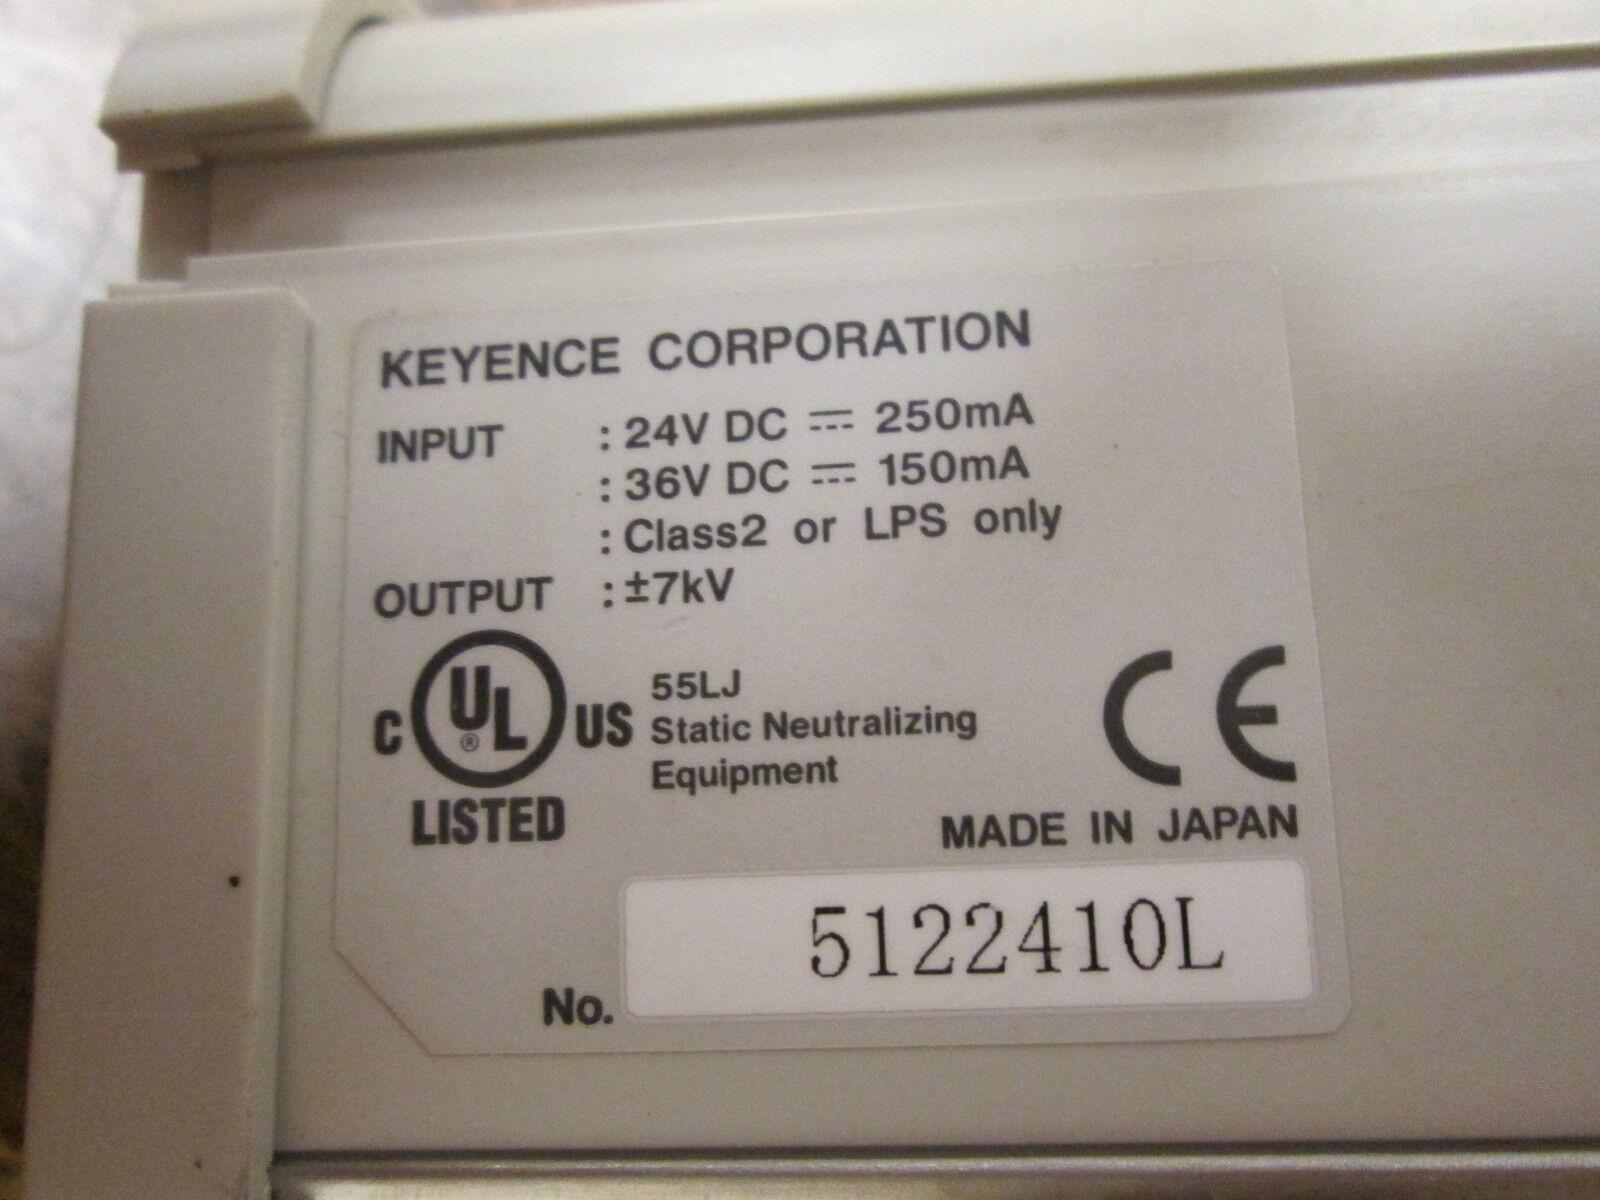 KEYENCE CORPORATION
INPUT : 24V DC ⎓ 250mA
: 36V DC ⎓ 150mA
: Class2 or LPS only
OUTPUT : ±7kV
C UL ® US
LISTED
55LJ
Static Neutralizing
Equipment
CE
MADE IN JAPAN
No. 5122410L